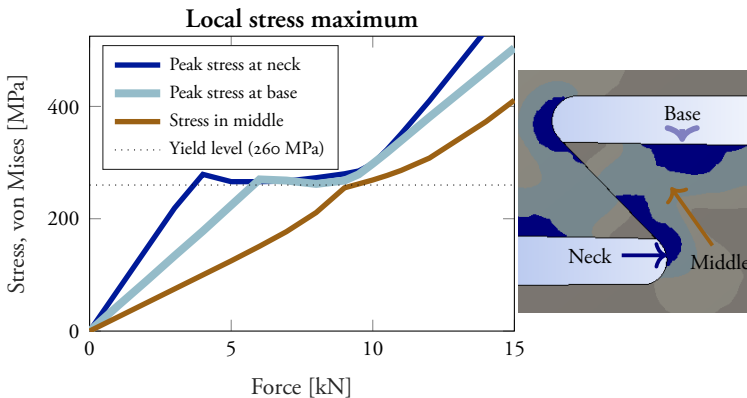 Local stress maximum
Stress, von Mises [MPa]
400
200
0
Peak stress at neck
Peak stress at base
Stress in middle
Yield level (260 MPa)
0 5 10 15
Force [kN]
Base
Neck
Middle